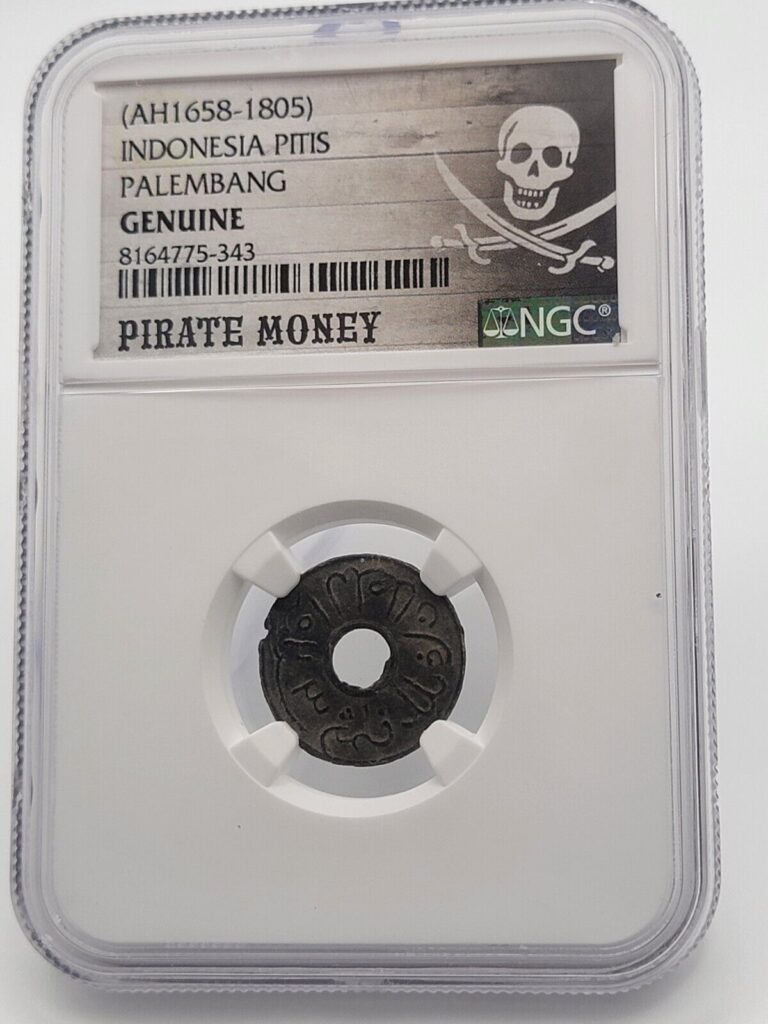 (AH1658-1805)
INDONESIA PITIS
PALEMBANG
GENUINE
8164775-343
PIRATE MONEY
NGC®